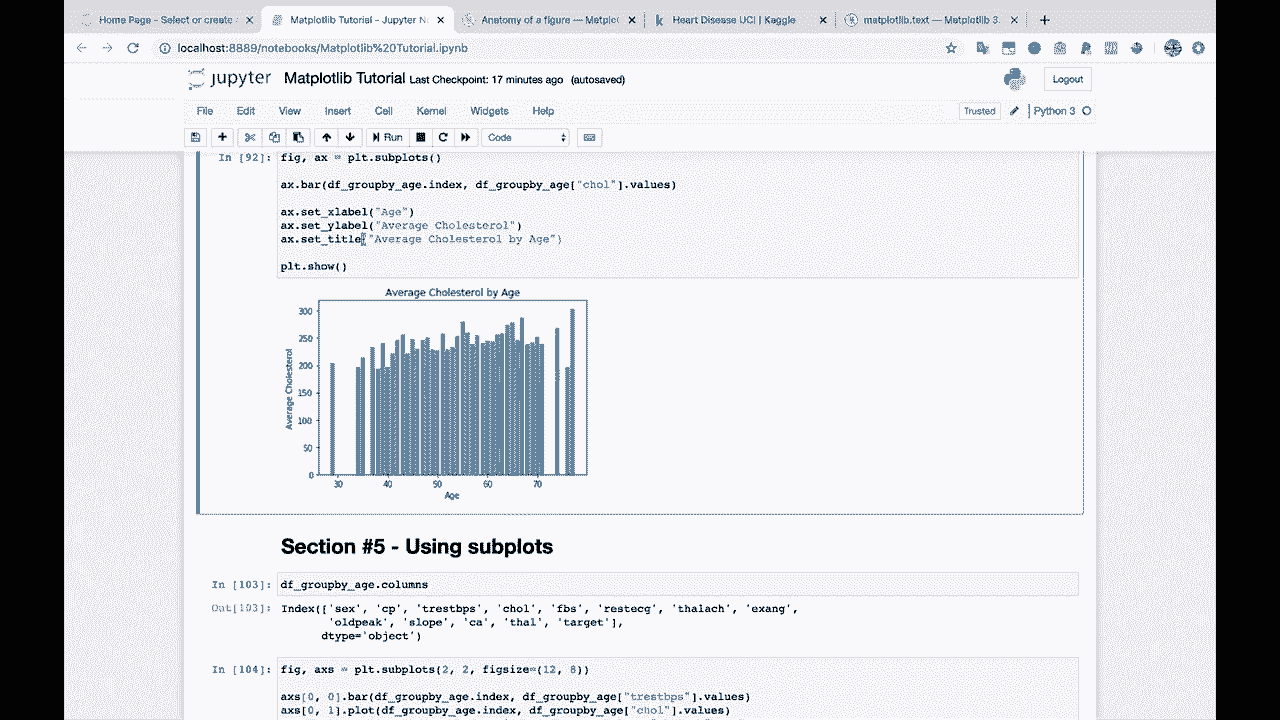 Home Page - Select or create
Matplotlib Tutorial - Jupyter N
Anatomy of a figure — Matplot
Heart Disease UCI | Kaggle
matplotlib.text — Matplotlib 3.
localhost:8889/notebooks/Matplotlib%20Tutorial.ipynb
jupyter Matplotlib Tutorial Last Checkpoint: 17 minutes ago (autosaved)
Logout
File Edit View Insert Cell Kernel Widgets Help
Trusted
Python 3
Run
Code
In [92]: fig, ax = plt.subplots()
ax.bar(df_groupby_age.index, df_groupby_age["chol"].values)
ax.set_xlabel("Age")
ax.set_ylabel("Average Cholesterol")
ax.set_title("Average Cholesterol by Age")
plt.show()
Average Cholesterol by Age
300
250
200
150
100
50
0
Average Cholesterol
30 40 50 60 70
Age
Section #5 - Using subplots
In [103]: df_groupby_age.columns
Out[103]: Index(['sex', 'cp', 'trestbps', 'chol', 'fbs', 'restecg', 'thalach', 'exang',
'oldpeak', 'slope', 'ca', 'thal', 'target'],
dtype='object')
In [104]: fig, axs = plt.subplots(2, 2, figsize=(12, 8))
axs[0, 0].bar(df_groupby_age.index, df_groupby_age["trestbps"].values)
axs[0, 1].plot(df_groupby_age.index, df_groupby_age["chol"].values)